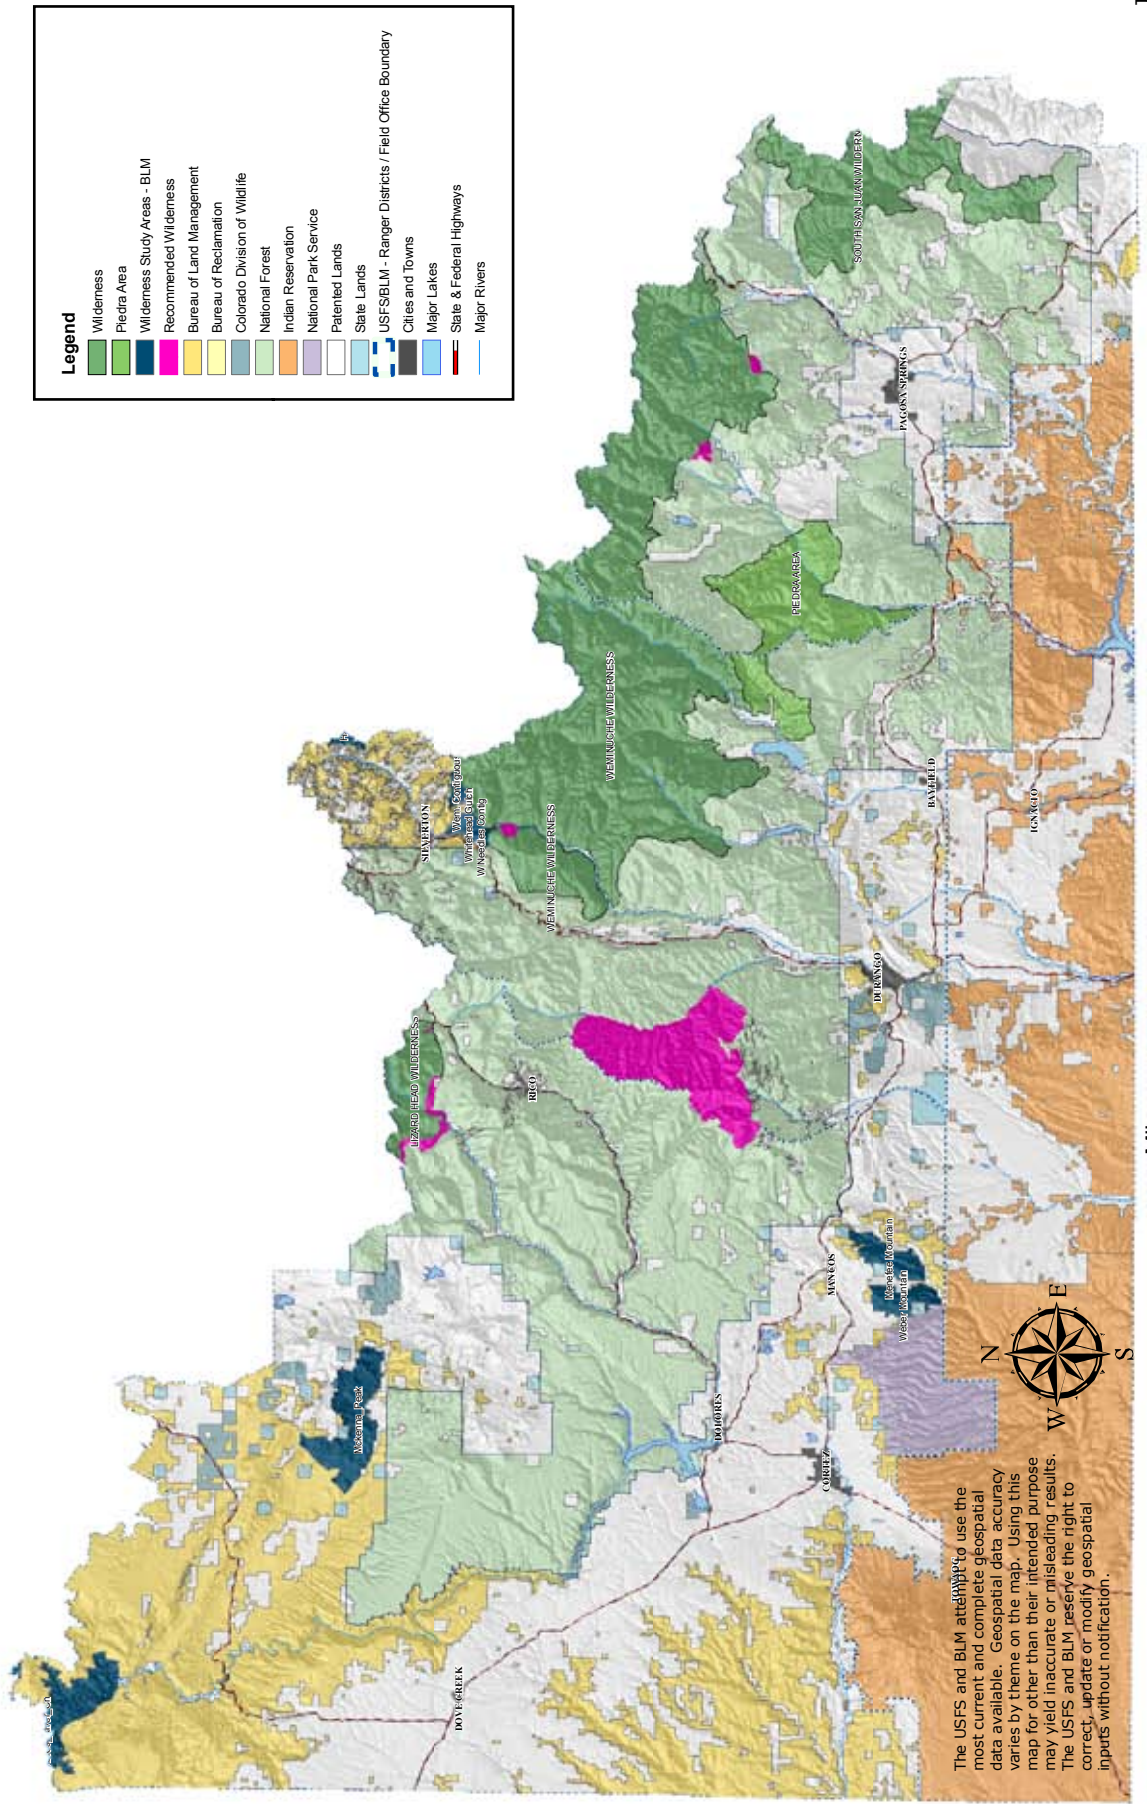 Legend
Wilderness
Piedra Area
Wilderness Study Areas - BLM
Recommended Wilderness
Bureau of Land Management
Bureau of Reclamation
Colorado Division of Wildlife
National Forest
Indian Reservation
National Park Service
Patented Lands
State Lands
USFS/BLM - Ranger Districts / Field Office Boundary
Cities and Towns
Major Lakes
State & Federal Highways
Major Rivers
Mckenna Peak
DOVE CREEK
DOLORES
CORTEZ
MANCOS
Weber Mountain
Menefee Mountain
LIZARD HEAD WILDERNESS
RICO
SILVERTON
Wem Contiguous
Whitehead Gulch
W Needles Contig
WEMINUCHE WILDERNESS
WEMINUCHE WILDERNESS
DURANGO
BAYFIELD
IGNACIO
PIEDRA AREA
PAGOSA SPRINGS
SOUTH SAN JUAN WILDERN
N
W
E
S
The USFS and BLM attempt to use the
most current and complete geospatial
data available. Geospatial data accuracy
varies by theme on the map. Using this
map for other than their intended purpose
may yield inaccurate or misleading results.
The USFS and BLM reserve the right to
correct, update or modify geospatial
inputs without notification.